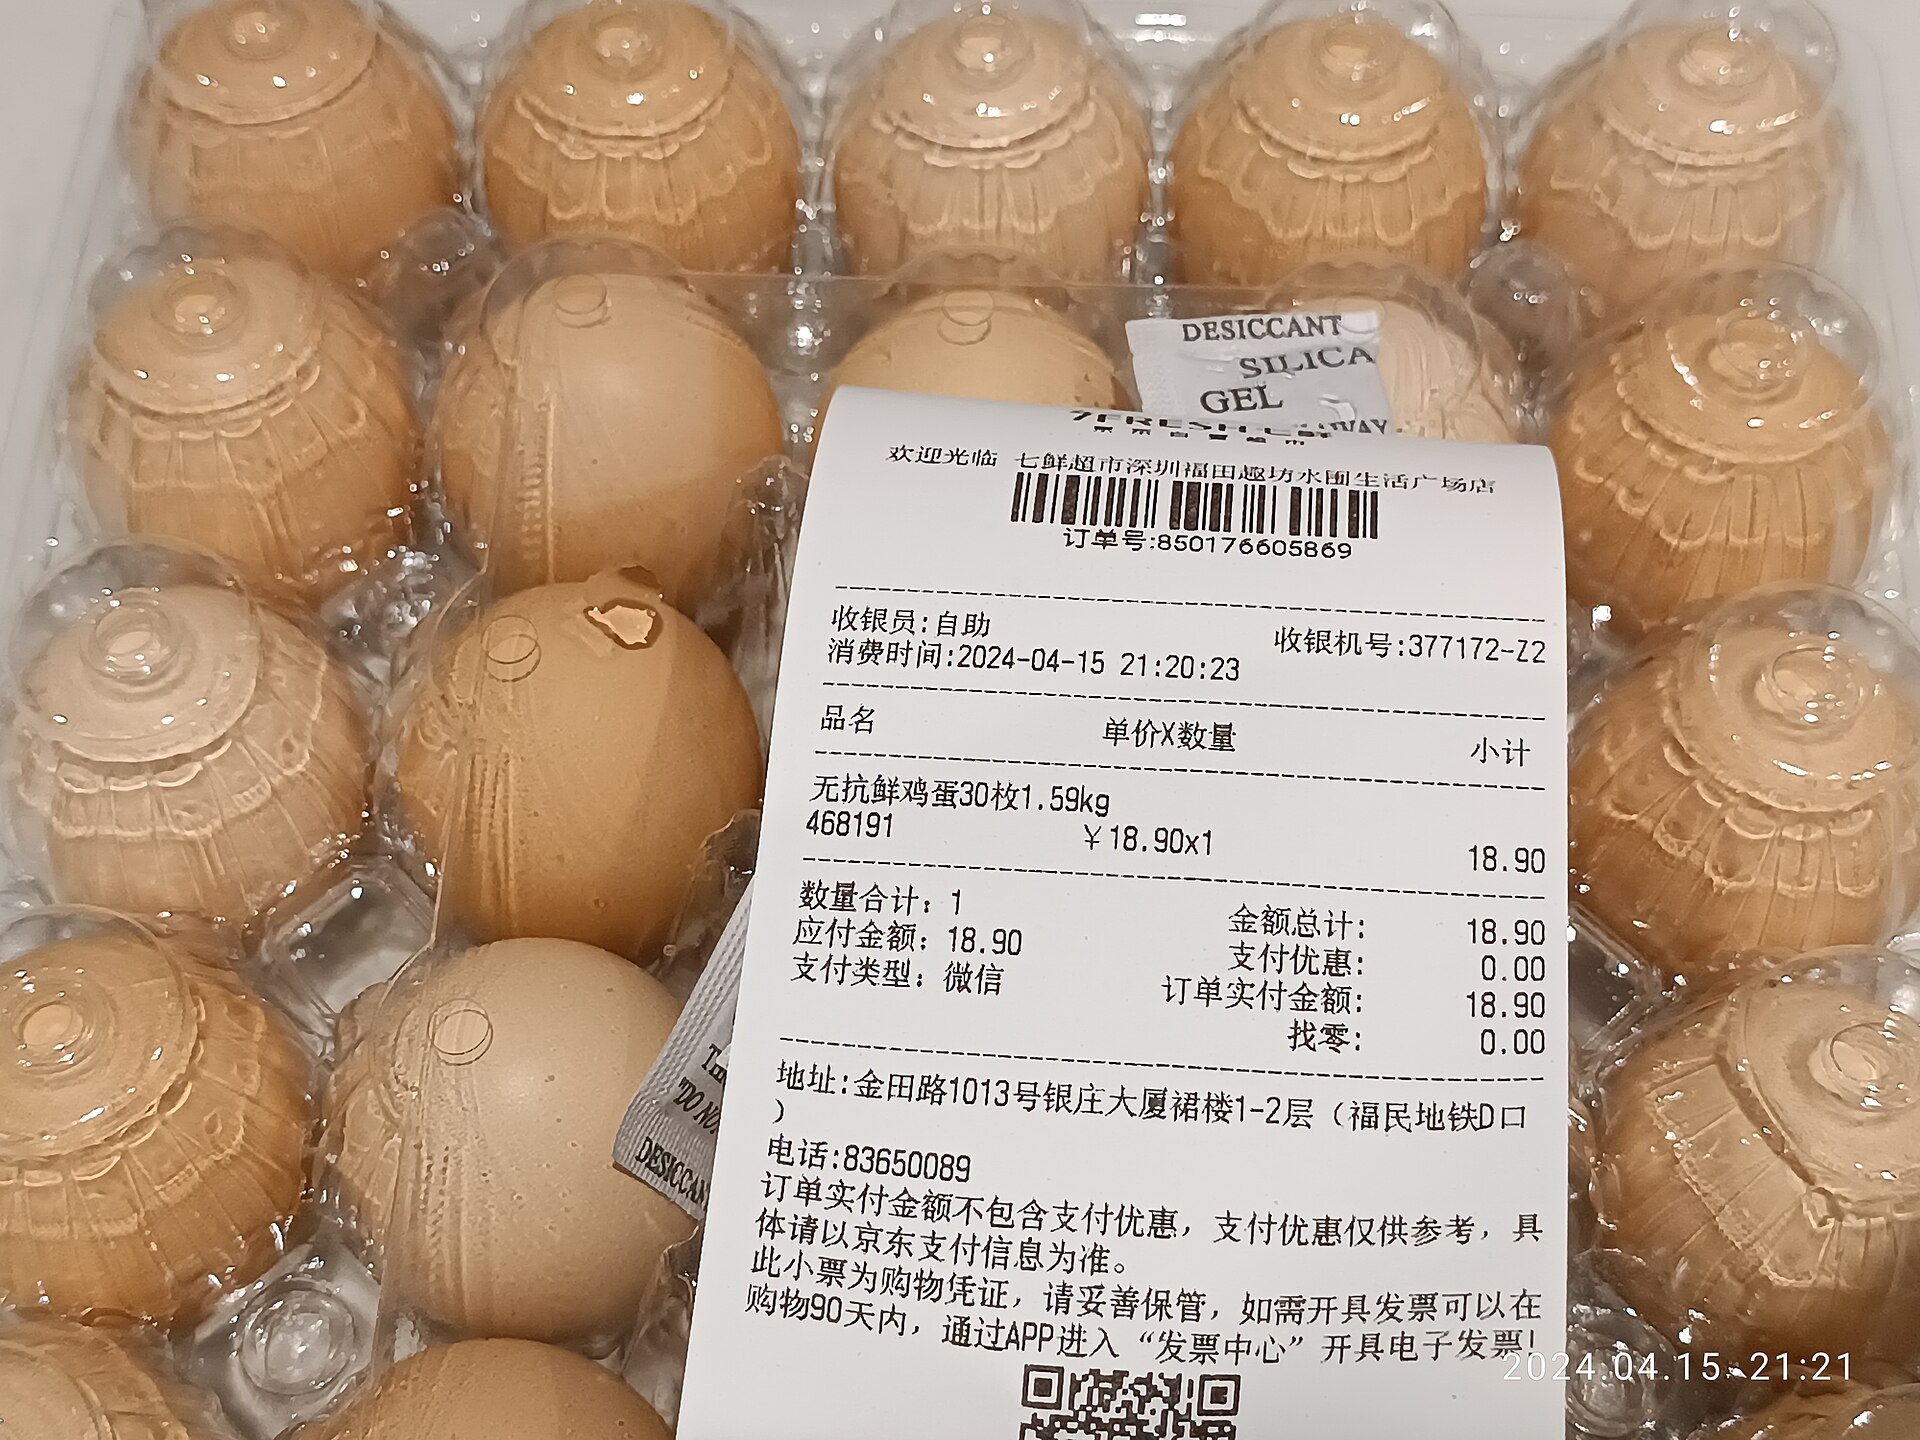 DESICCANT
SILICA
GEL
欢迎光临 七鲜超市深圳福田趣坊水围生活广场店
订单号:850176605869
收银员:自助 收银机号:377172-Z2
消费时间:2024-04-15 21:20:23
品名 单价X数量 小计
无抗鲜鸡蛋30枚1.59kg
468191 ￥18.90x1 18.90
数量合计: 1 金额总计: 18.90
应付金额: 18.90 支付优惠: 0.00
支付类型: 微信 订单实付金额: 18.90
找零: 0.00
地址:金田路1013号银庄大厦裙楼1-2层（福民地铁D口
）
电话:83650089
订单实付金额不包含支付优惠，支付优惠仅供参考，具
体请以京东支付信息为准。
此小票为购物凭证，请妥善保管，如需开具发票可以在
购物90天内，通过APP进入“发票中心”开具电子发票!
"DO NO
DESICCAN
2024.04.15 21:21